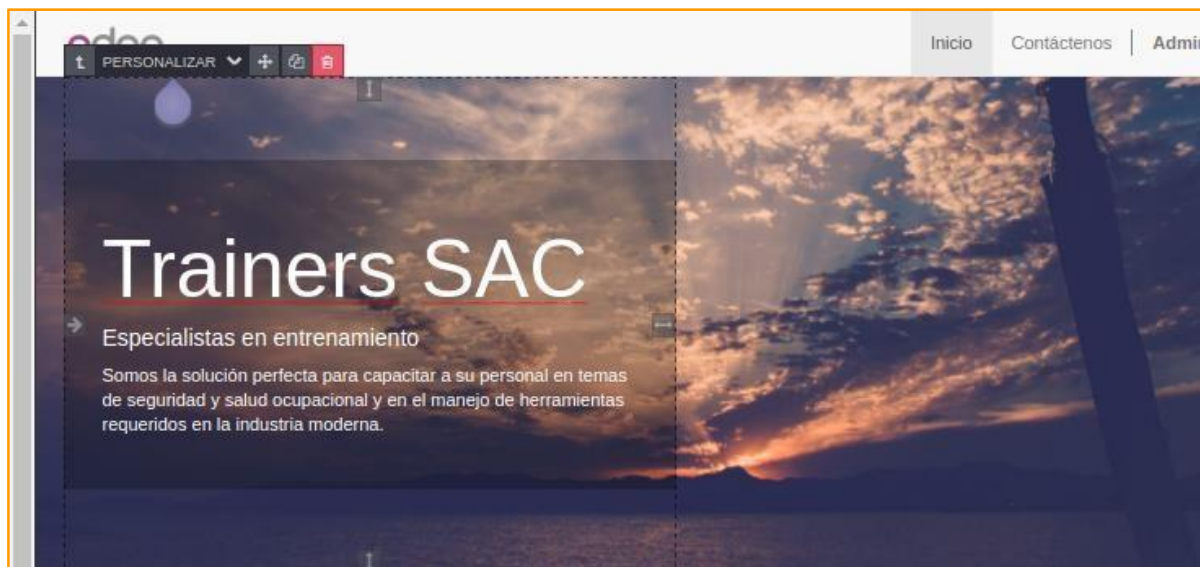 odoo
Inicio Contáctenos
PERSONALIZAR
Trainers SAC
Especialistas en entrenamiento
Somos la solución perfecta para capacitar a su personal en temas
de seguridad y salud ocupacional y en el manejo de herramientas
requeridos en la industria moderna.